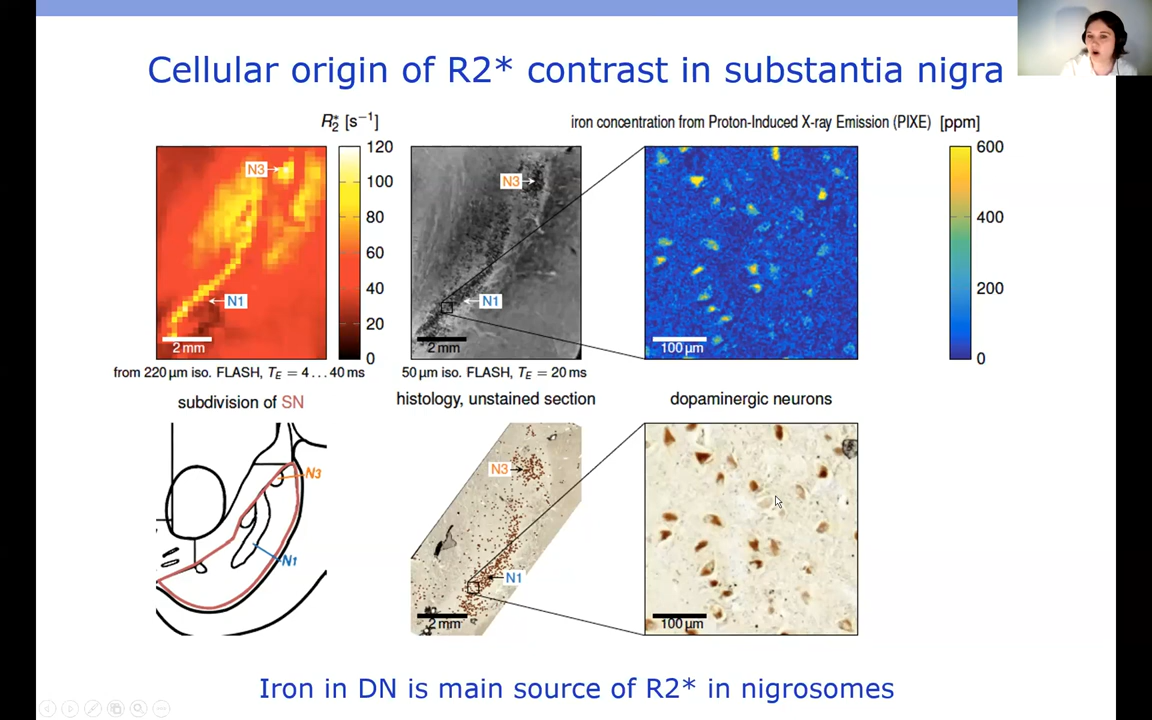 Cellular origin of R2* contrast in substantia nigra
R2* [s−1]
iron concentration from Proton-Induced X-ray Emission (PIXE) [ppm]
N3
N1
2 mm
120
100
80
60
40
20
0
N3
N1
2 mm
100 μm
600
400
200
0
from 220 μm iso. FLASH, TE = 4 . . . 40 ms
50 μm iso. FLASH, TE = 20 ms
subdivision of SN
histology, unstained section
dopaminergic neurons
N3
N1
N3
N1
2 mm
100 μm
Iron in DN is main source of R2* in nigrosomes